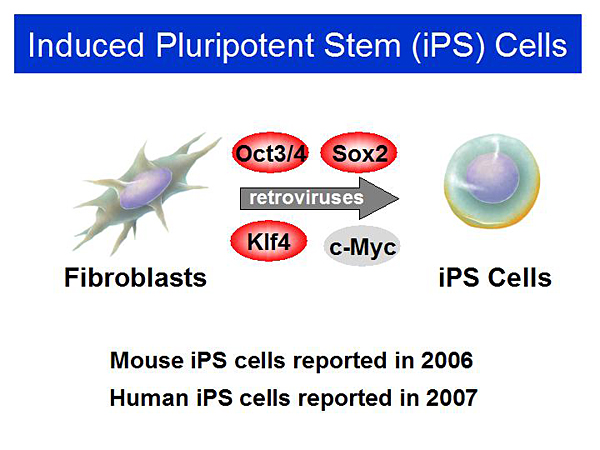 Induced Pluripotent Stem (iPS) Cells
Oct3/4 Sox2
retroviruses
Klf4 c-Myc
Fibroblasts iPS Cells
Mouse iPS cells reported in 2006
Human iPS cells reported in 2007